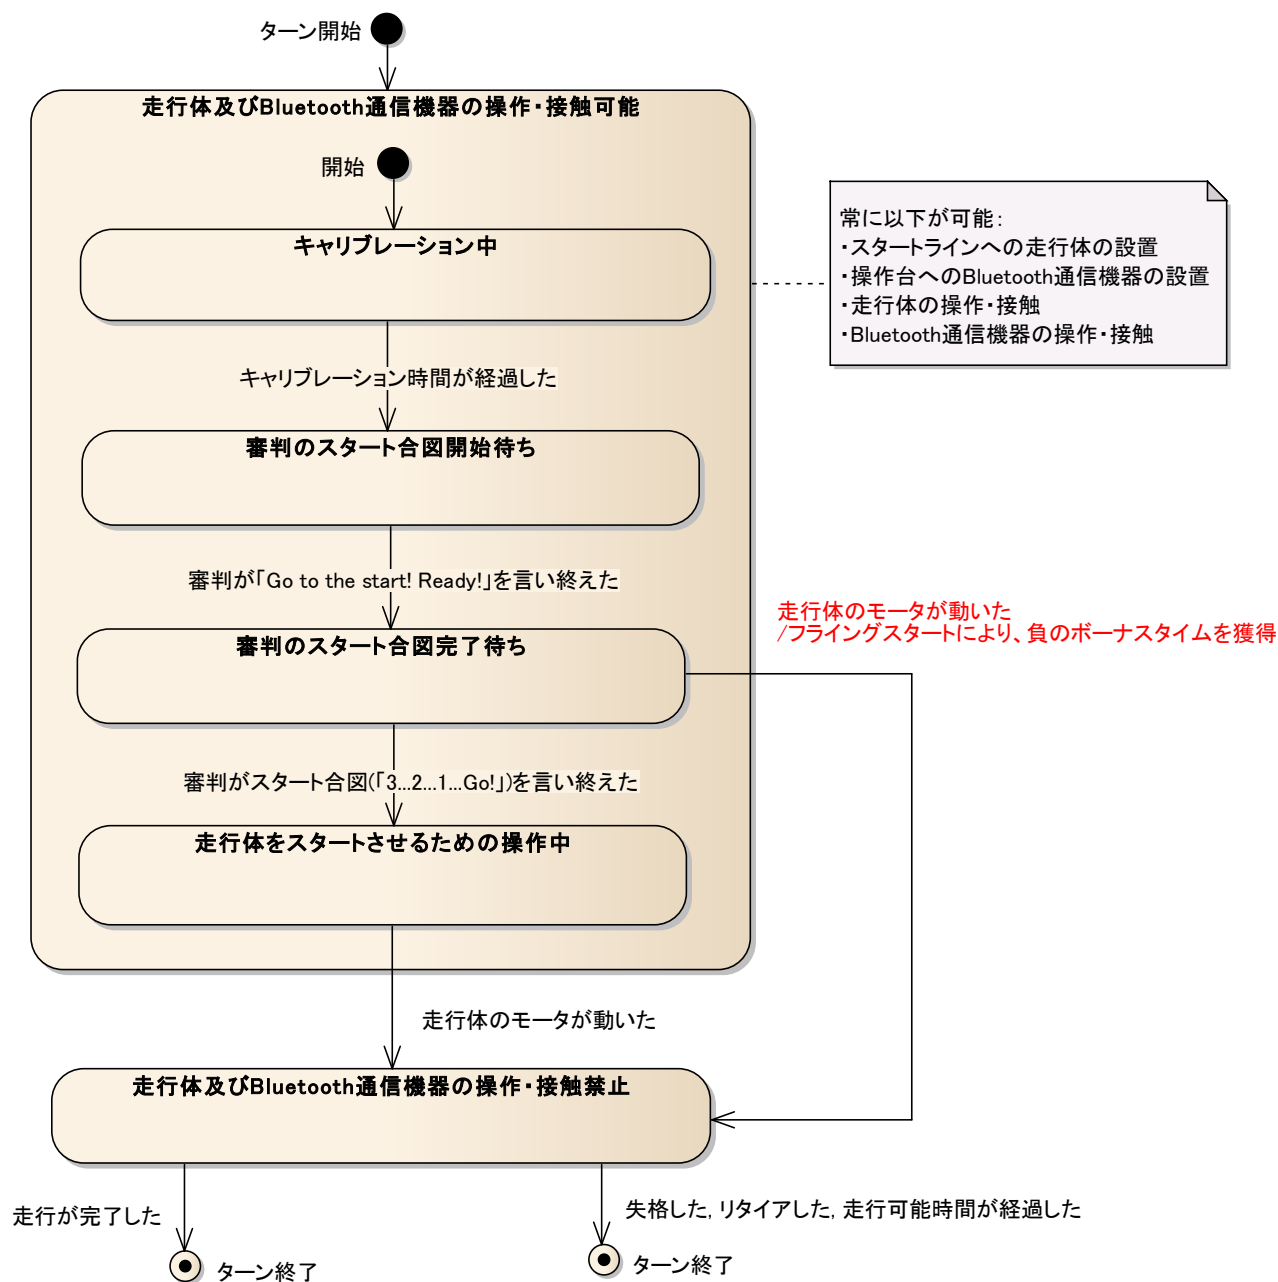 ターン開始
走行体及びBluetooth通信機器の操作・接触可能
開始
キャリブレーション中
常に以下が可能：
・スタートラインへの走行体の設置
・操作台へのBluetooth通信機器の設置
・走行体の操作・接触
・Bluetooth通信機器の操作・接触
キャリブレーション時間が経過した
審判のスタート合図開始待ち
審判が「Go to the start! Ready!」を言い終えた
走行体のモータが動いた
/フライングスタートにより、負のボーナスタイムを獲得
審判のスタート合図完了待ち
審判がスタート合図(「3...2...1...Go!」)を言い終えた
走行体をスタートさせるための操作中
走行体のモータが動いた
走行体及びBluetooth通信機器の操作・接触禁止
走行が完了した
失格した, リタイアした, 走行可能時間が経過した
ターン終了
ターン終了